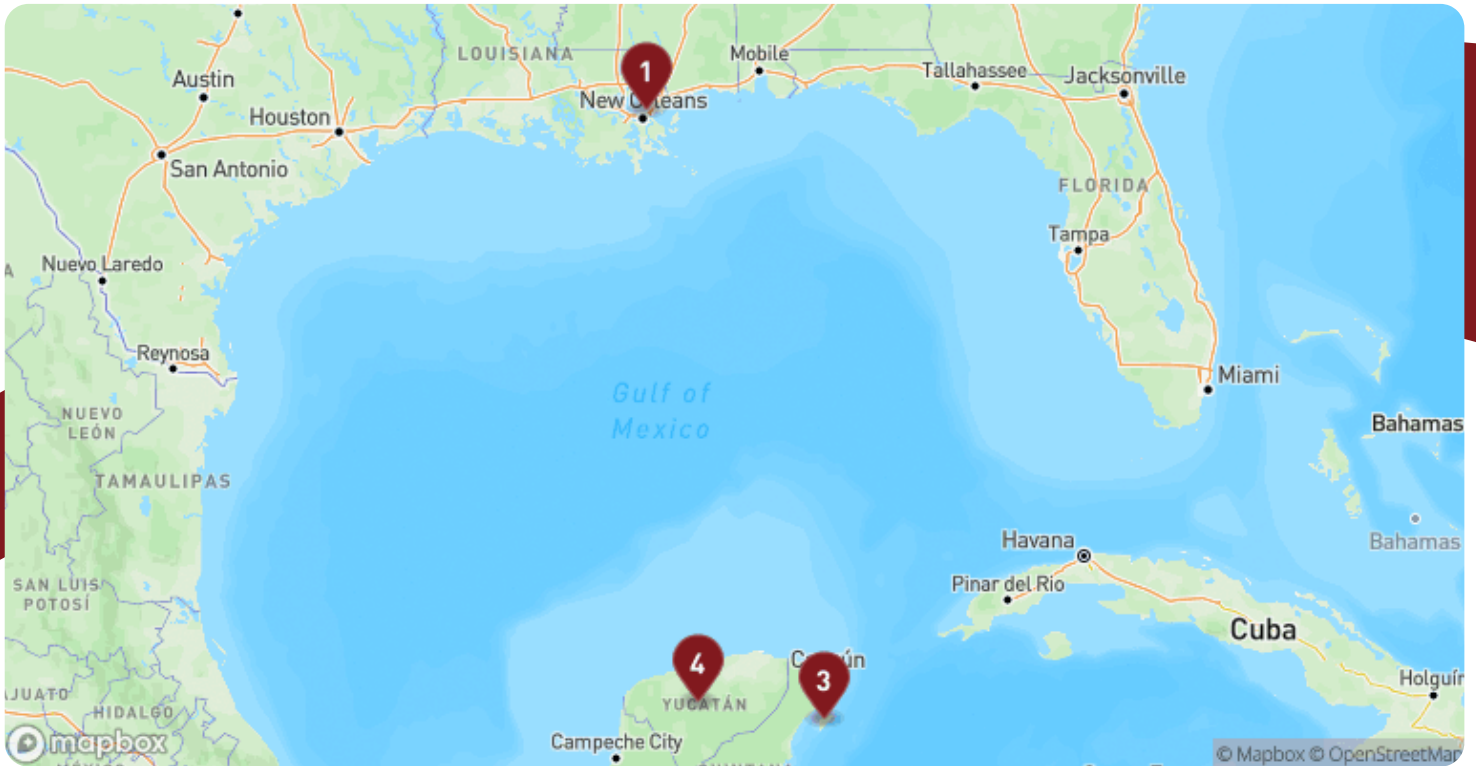 LOUISIANA
Mobile
1
Austin
Tallahassee
Jacksonville
New Orleans
Houston
San Antonio
FLORIDA
Tampa
Nuevo Laredo
A
Reynosa
Miami
Gulf of
Mexico
NUEVO
LEÓN
Bahamas
TAMAULIPAS
Havana
Bahamas
Pinar del Río
SAN LUIS
POTOSÍ
Cuba
4
Cancún
3
Holguín
AJUATO
YUCATÁN
HIDALGO
Campeche City
mapbox
© Mapbox © OpenStreetMap